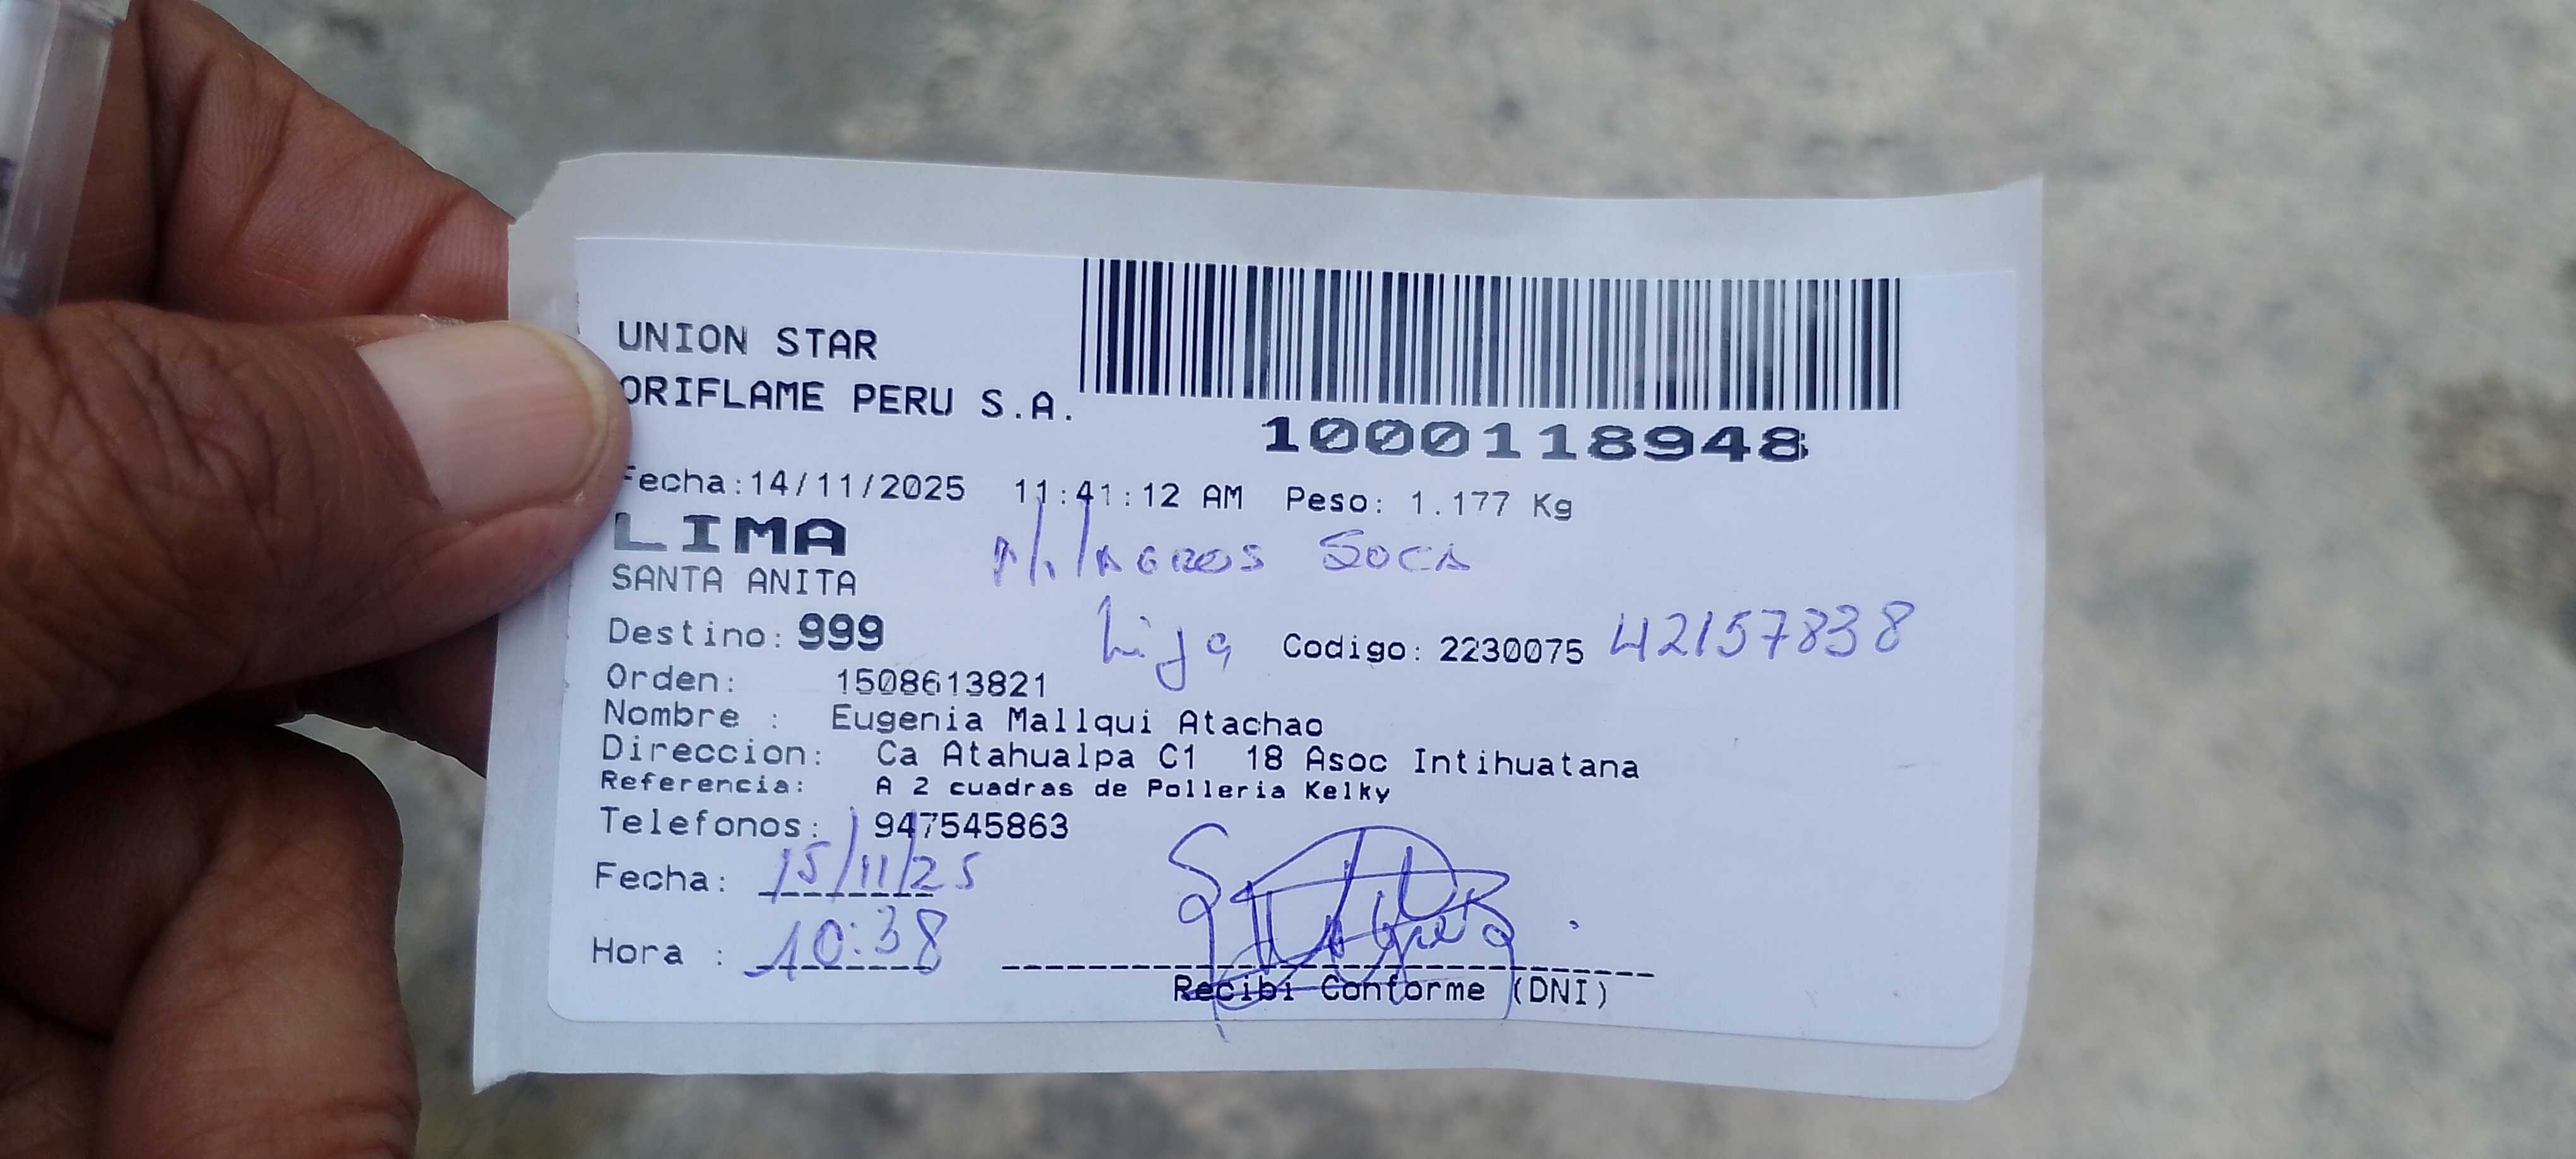 UNION STAR
ORIFLAME PERU S.A.
1000118948
Fecha:14/11/2025 11:41:12 AM Peso: 1.177 Kg
LIMA
Milagros Soca
SANTA ANITA
Destino: 999
hija
Codigo: 2230075 42157838
Orden: 1508613821
Nombre : Eugenia Mallqui Atachao
Direccion: Ca Atahualpa C1 18 Asoc Intihuatana
Referencia: A 2 cuadras de Polleria Kelky
Telefonos: 947545863
Fecha: 15/11/25
Hora : 10:38
Recibi Conforme (DNI)